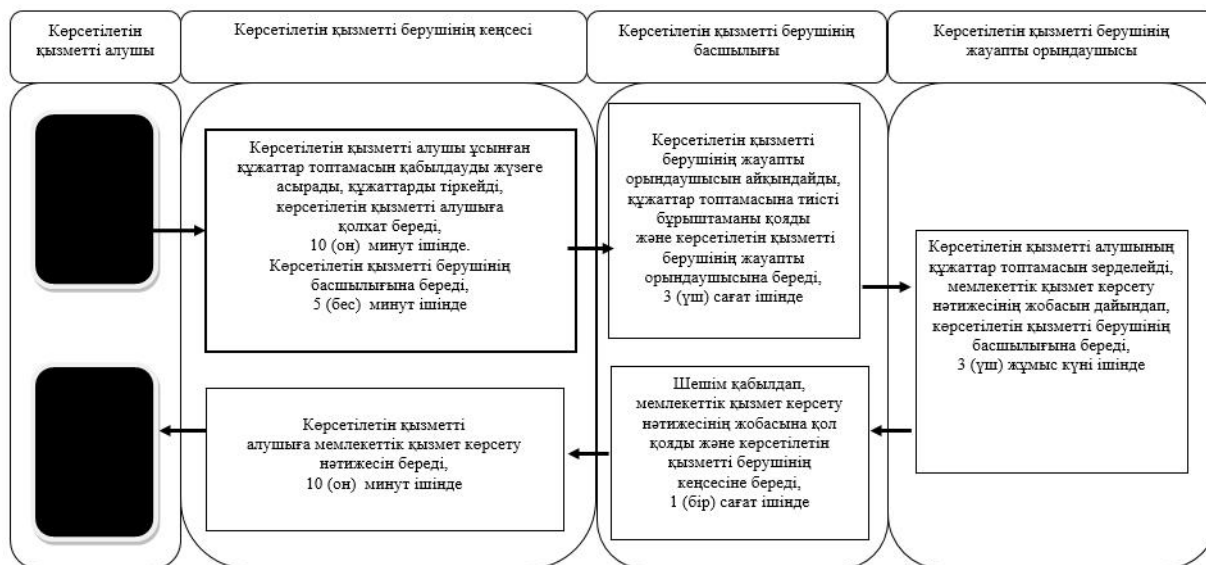 Көрсетілетін
қызметті алушы
Көрсетілетін қызметті берушінің кеңсесі
Көрсетілетін қызметті берушінің
басшылығы
Көрсетілетін қызметті берушінің
жауапты орындаушысы
Көрсетілетін қызметті алушы ұсынған
құжаттар топтамасын қабылдауды жүзеге
асырады, құжаттарды тіркейді,
көрсетілетін қызметті алушыға
қолхат береді,
10 (он) минут ішінде.
Көрсетілетін қызметті берушінің
басшылығына береді,
5 (бес) минут ішінде
Көрсетілетін қызметті
берушінің жауапты
орындаушысын айқындайды,
құжаттар топтамасына тиісті
бұрыштаманы қояды
және көрсетілетін қызметті
берушінің жауапты
орындаушысына береді,
3 (үш) сағат ішінде
Көрсетілетін қызметті алушының
құжаттар топтамасын зерделейді,
мемлекеттік қызмет көрсету
нәтижесінің жобасын дайындап,
көрсетілетін қызметті берушінің
басшылығына береді,
3 (үш) жұмыс күні ішінде
Шешім қабылдап,
мемлекеттік қызмет көрсету
нәтижесінің жобасына қол
қояды және көрсетілетін
қызметті берушінің
кеңсесіне береді,
1 (бір) сағат ішінде
Көрсетілетін қызметті
алушыға мемлекеттік қызмет көрсету
нәтижесін береді,
10 (он) минут ішінде